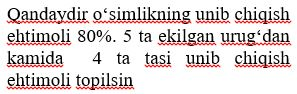 Qandaydir o‘simlikning unib chiqish
ehtimoli 80%. 5 ta ekilgan urug‘dan
kamida 4 ta tasi unib chiqish
ehtimoli topilsin